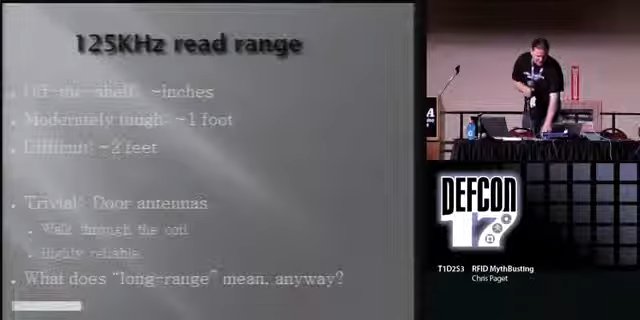 125KHz read range
Off-the-shelf: ~inches
Moderately tough: ~1 foot
Difficult: ~2 feet
Trivial: Door antennas
Walk through the coil
Highly reliable
What does "long-range" mean, anyway?
DEFCON
17
T1D253 RFID MythBusting
Chris Paget